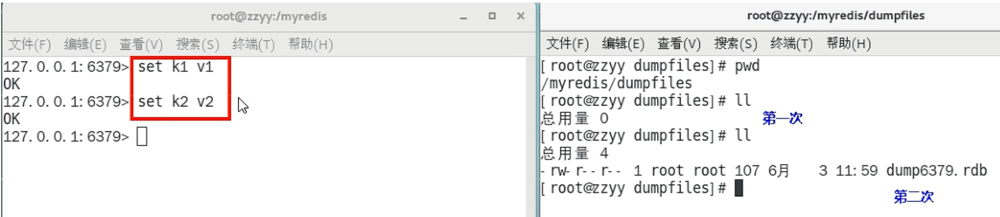 root@zzyy:/myredis
文件(F) 编辑(E) 查看(V) 搜索(S) 终端(T) 帮助(H)
127.0.0.1:6379> set k1 v1
OK
127.0.0.1:6379> set k2 v2
OK
127.0.0.1:6379>
root@zzyy:/myredis/dumpfiles
文件(F) 编辑(E) 查看(V) 搜索(S) 终端(T) 帮助(H)
[root@zzyy dumpfiles]# pwd
/myredis/dumpfiles
[root@zzyy dumpfiles]# ll
总用量 0 第一次
[root@zzyy dumpfiles]# ll
总用量 4
-rw-r--r-- 1 root root 107 6月 3 11:59 dump6379.rdb
[root@zzyy dumpfiles]#
第二次